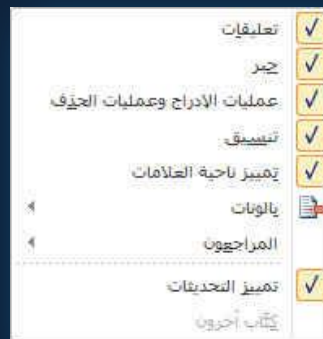 تعليقات
حبر
عمليات الإدراج وعمليات الحذف
تنسيق
تمييز ناحية العلامات
بالونات
المراجعون
تمييز التحديثات
كتّاب آخرون